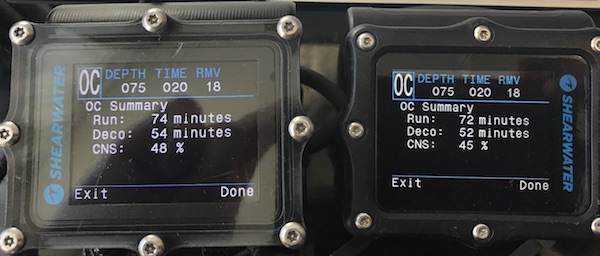 SHEARWATER
OC DEPTH TIME RMV
075 020 18
OC Summary
Run: 74 minutes
Deco: 54 minutes
CNS: 48 %
Exit Done
OC DEPTH TIME RMV
075 020 18
OC Summary
Run: 72 minutes
Deco: 52 minutes
CNS: 45 %
Exit Done
SHEARWATER